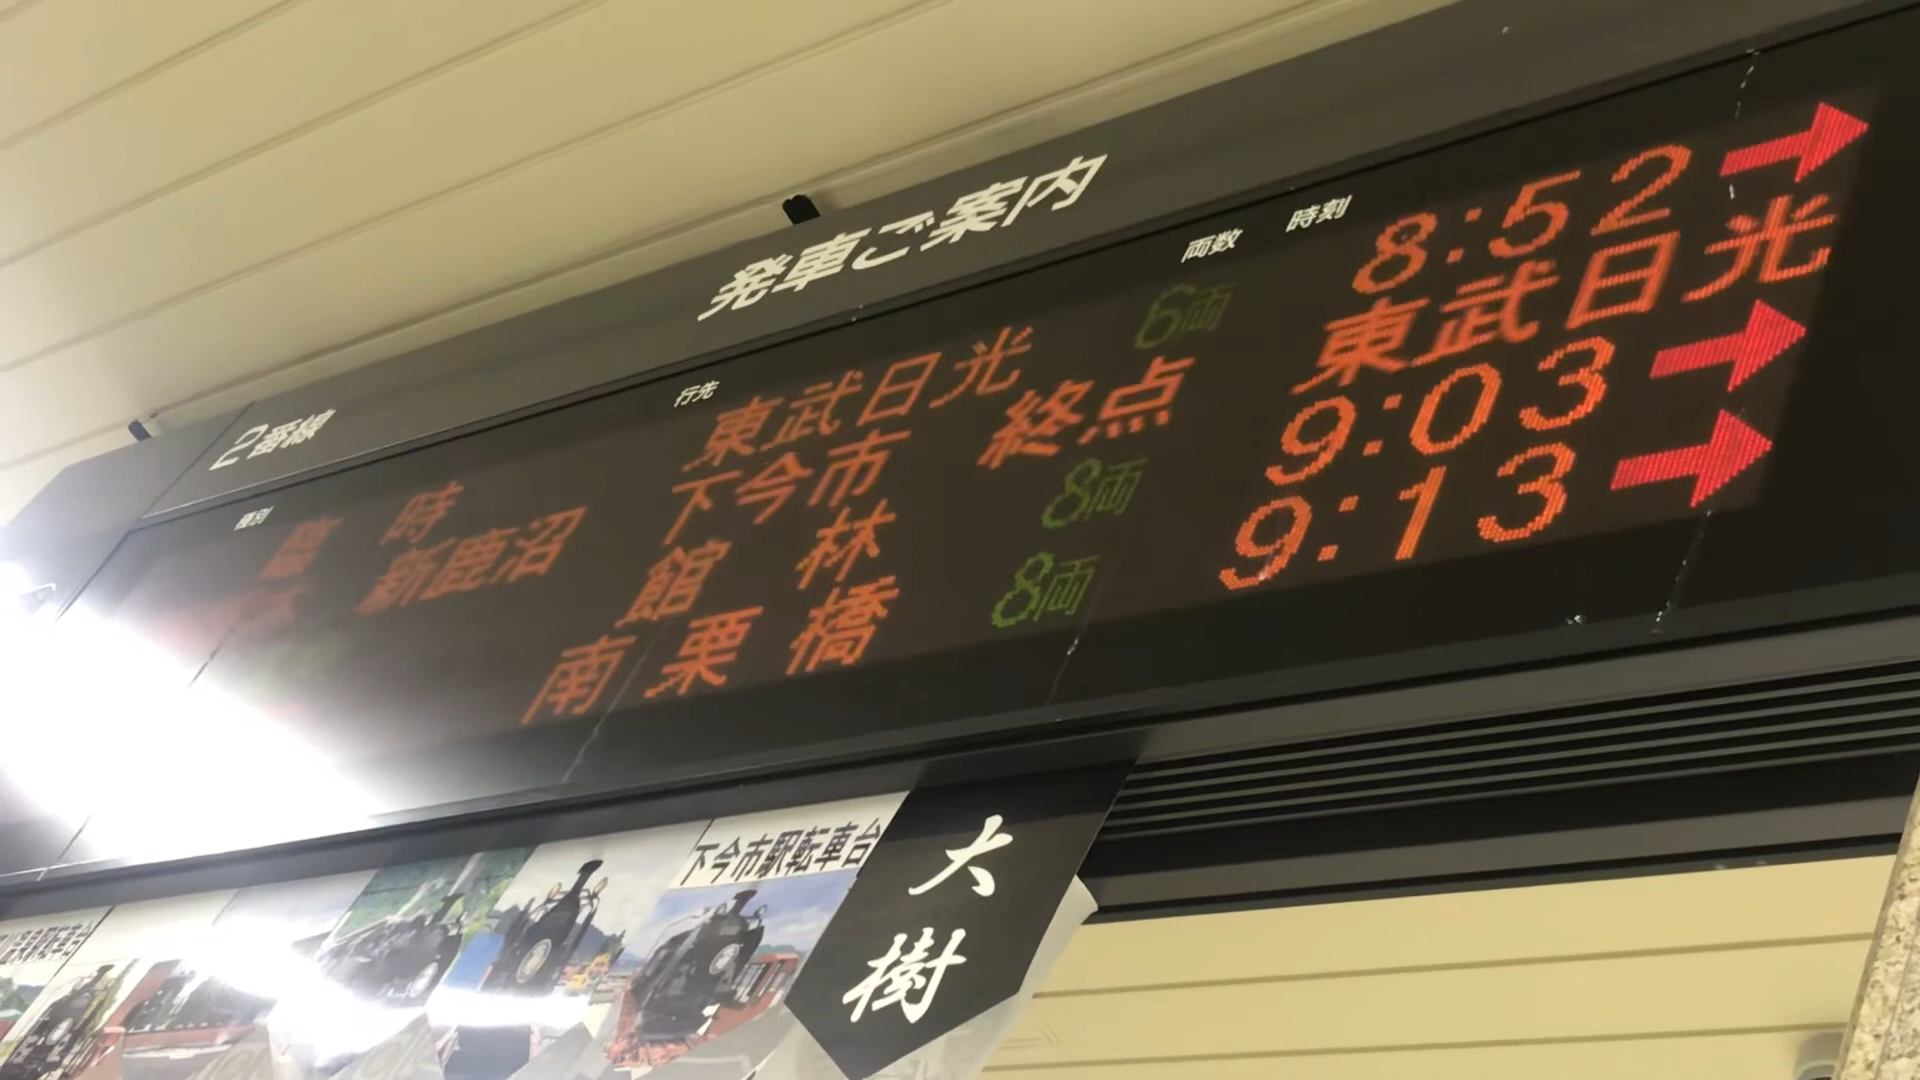 発車ご案内
2番線
種別 行先 両数 時刻
臨 時 東武日光 6両 8:52
新鹿沼 下今市 終点 東武日光
館 林 8両 9:03
南栗橋 8両 9:13
下今市駅転車台
大樹